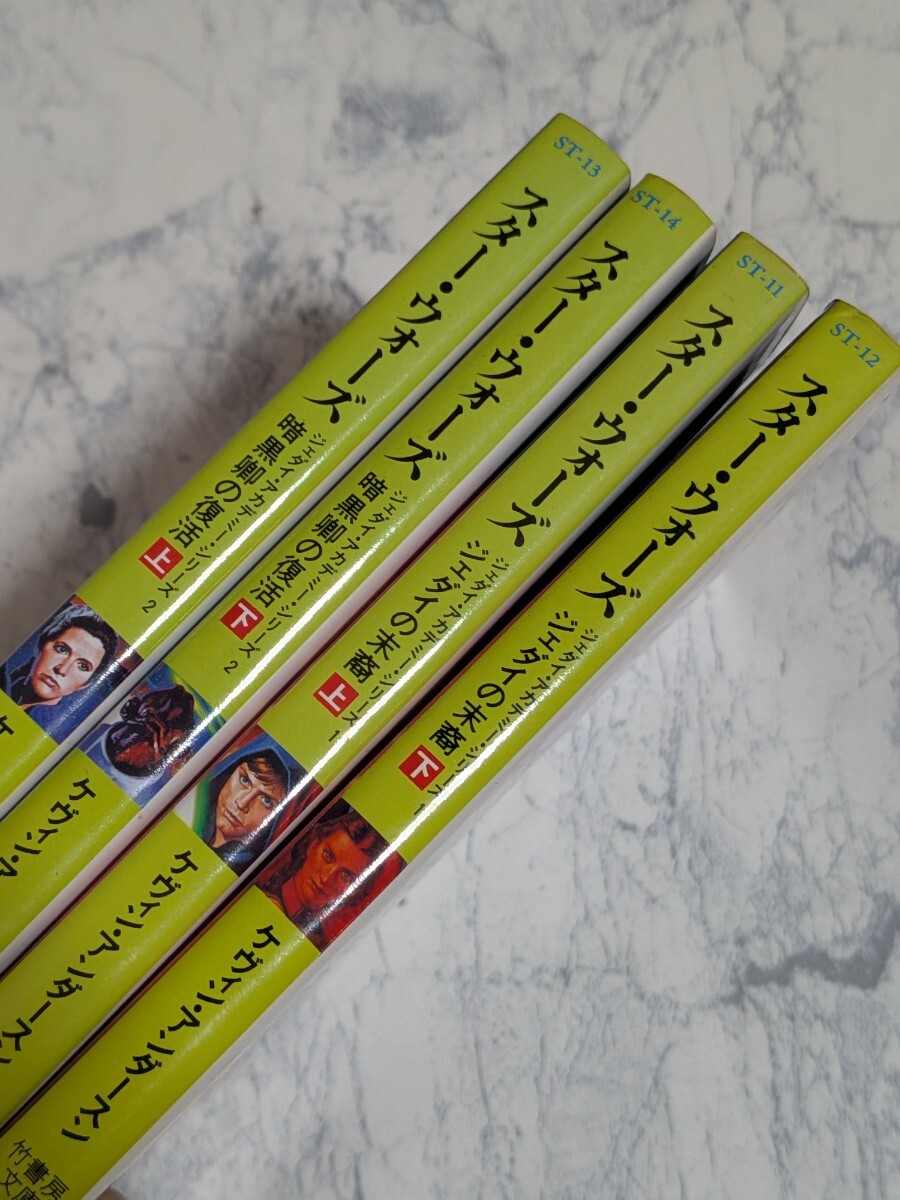 ST-13
スター・ウォーズ
ジェダイ・アカデミー・シリーズ2
暗黒卿の復活 上
ケ
ST-14
スター・ウォーズ
ジェダイ・アカデミー・シリーズ2
暗黒卿の復活 下
ケヴィン・ア
ST-11
スター・ウォーズ
ジェダイ・アカデミー・シリーズ1
ジェダイの末裔 上
ケヴィン・アンダースン
ST-12
スター・ウォーズ
ジェダイ・アカデミー・シリーズ1
ジェダイの末裔 下
ケヴィン・アンダースン
竹書房
文庫